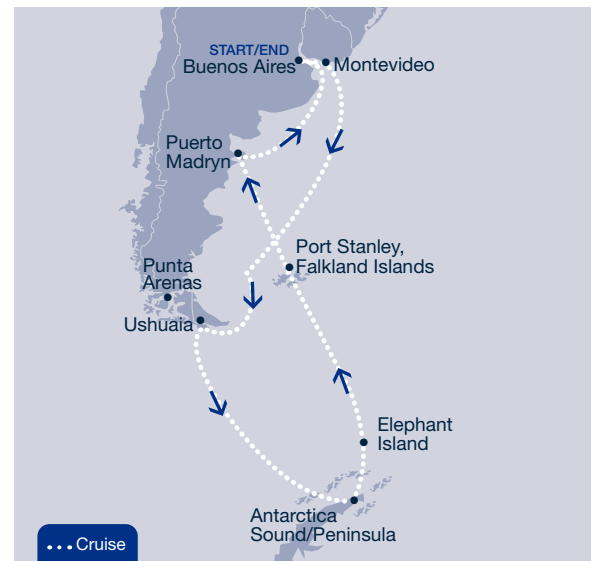 START/END
Buenos Aires
Montevideo
Puerto
Madryn
Port Stanley,
Falkland Islands
Punta
Arenas
Ushuaia
Elephant
Island
Antarctica
Sound/Peninsula
... Cruise